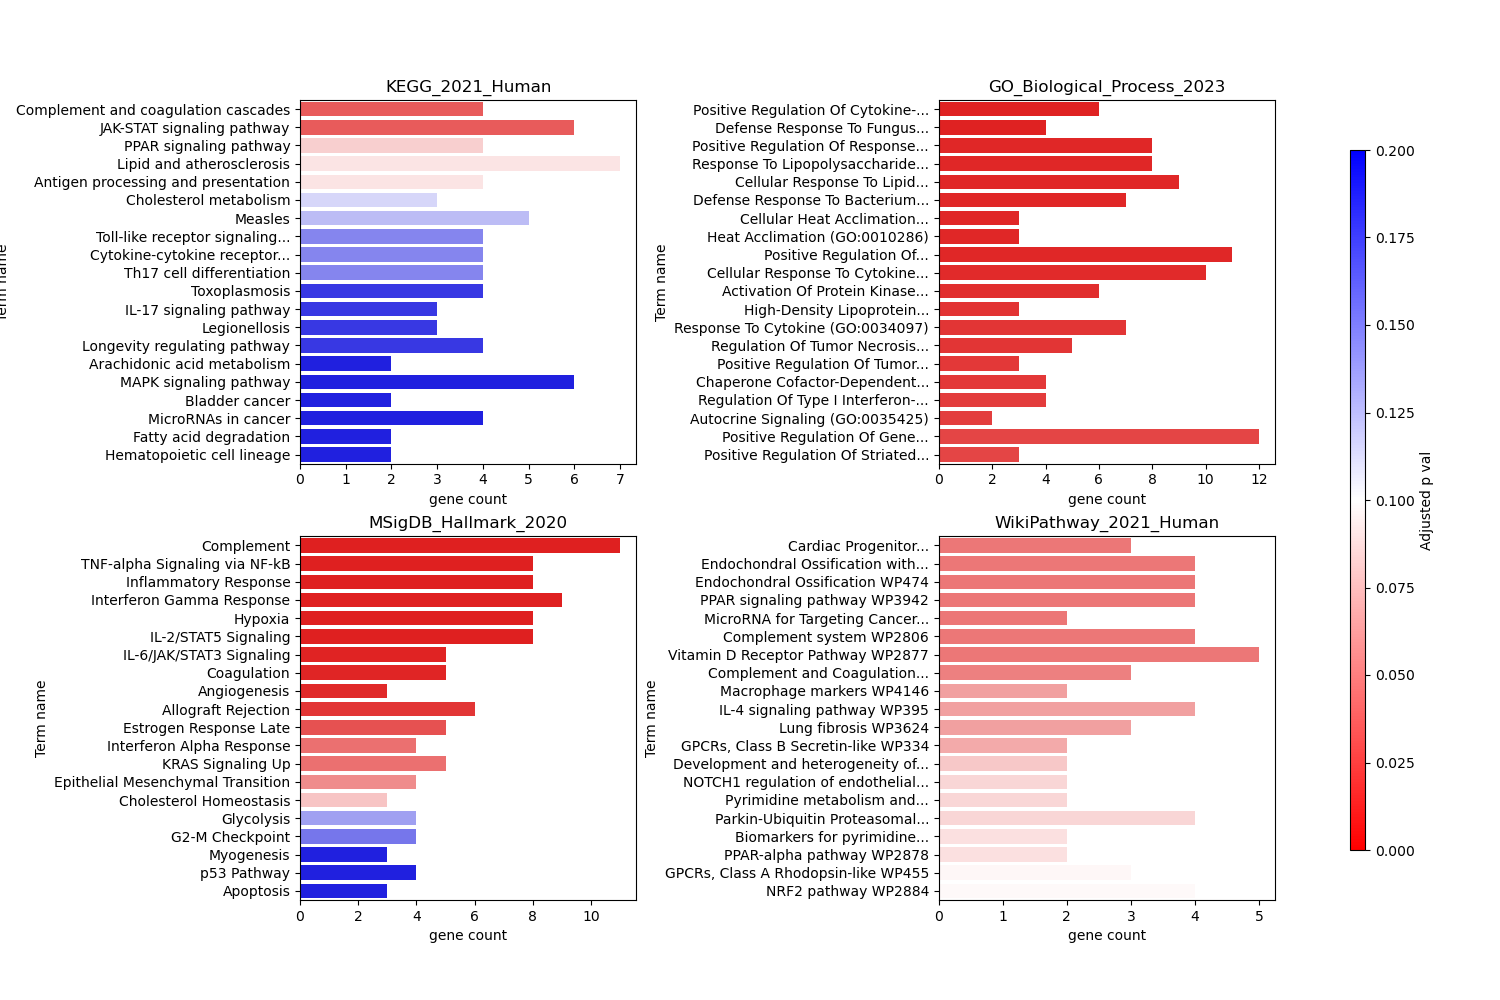 KEGG_2021_Human
Complement and coagulation cascades
JAK-STAT signaling pathway
PPAR signaling pathway
Lipid and atherosclerosis
Antigen processing and presentation
Cholesterol metabolism
Measles
Toll-like receptor signaling...
Cytokine-cytokine receptor...
Th17 cell differentiation
Toxoplasmosis
IL-17 signaling pathway
Legionellosis
Longevity regulating pathway
Arachidonic acid metabolism
MAPK signaling pathway
Bladder cancer
MicroRNAs in cancer
Fatty acid degradation
Hematopoietic cell lineage
Term name
0 1 2 3 4 5 6 7
gene count
GO_Biological_Process_2023
Positive Regulation Of Cytokine-...
Defense Response To Fungus...
Positive Regulation Of Response...
Response To Lipopolysaccharide...
Cellular Response To Lipid...
Defense Response To Bacterium...
Cellular Heat Acclimation...
Heat Acclimation (GO:0010286)
Positive Regulation Of...
Cellular Response To Cytokine...
Activation Of Protein Kinase...
High-Density Lipoprotein...
Response To Cytokine (GO:0034097)
Regulation Of Tumor Necrosis...
Positive Regulation Of Tumor...
Chaperone Cofactor-Dependent...
Regulation Of Type I Interferon-...
Autocrine Signaling (GO:0035425)
Positive Regulation Of Gene...
Positive Regulation Of Striated...
Term name
0 2 4 6 8 10 12
gene count
MSigDB_Hallmark_2020
Complement
TNF-alpha Signaling via NF-kB
Inflammatory Response
Interferon Gamma Response
Hypoxia
IL-2/STAT5 Signaling
IL-6/JAK/STAT3 Signaling
Coagulation
Angiogenesis
Allograft Rejection
Estrogen Response Late
Interferon Alpha Response
KRAS Signaling Up
Epithelial Mesenchymal Transition
Cholesterol Homeostasis
Glycolysis
G2-M Checkpoint
Myogenesis
p53 Pathway
Apoptosis
Term name
0 2 4 6 8 10
gene count
WikiPathway_2021_Human
Cardiac Progenitor...
Endochondral Ossification with...
Endochondral Ossification WP474
PPAR signaling pathway WP3942
MicroRNA for Targeting Cancer...
Complement system WP2806
Vitamin D Receptor Pathway WP2877
Complement and Coagulation...
Macrophage markers WP4146
IL-4 signaling pathway WP395
Lung fibrosis WP3624
GPCRs, Class B Secretin-like WP334
Development and heterogeneity of...
NOTCH1 regulation of endothelial...
Pyrimidine metabolism and...
Parkin-Ubiquitin Proteasomal...
Biomarkers for pyrimidine...
PPAR-alpha pathway WP2878
GPCRs, Class A Rhodopsin-like WP455
NRF2 pathway WP2884
Term name
0 1 2 3 4 5
gene count
0.200
0.175
0.150
0.125
0.100
0.075
0.050
0.025
0.000
Adjusted p val